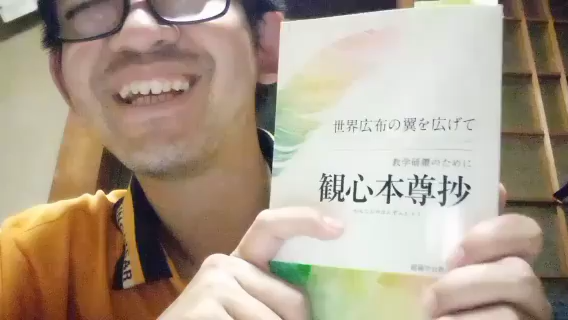 世界広布の翼を広げて
教学研鑽のために
観心本尊抄